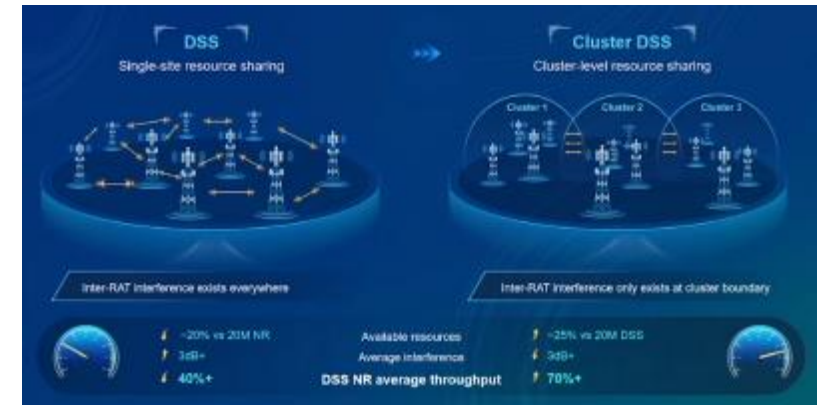 DSS
Single-site resource sharing
Cluster DSS
Cluster-level resource sharing
Cluster 1
Cluster 2
Cluster 3
Inter-RAT interference exists everywhere
Inter-RAT interference only exists at cluster boundary
~20% vs 20M NR
Available resources
~25% vs 20M DSS
3dB+
Average interference
3dB+
40%+
DSS NR average throughput
70%+